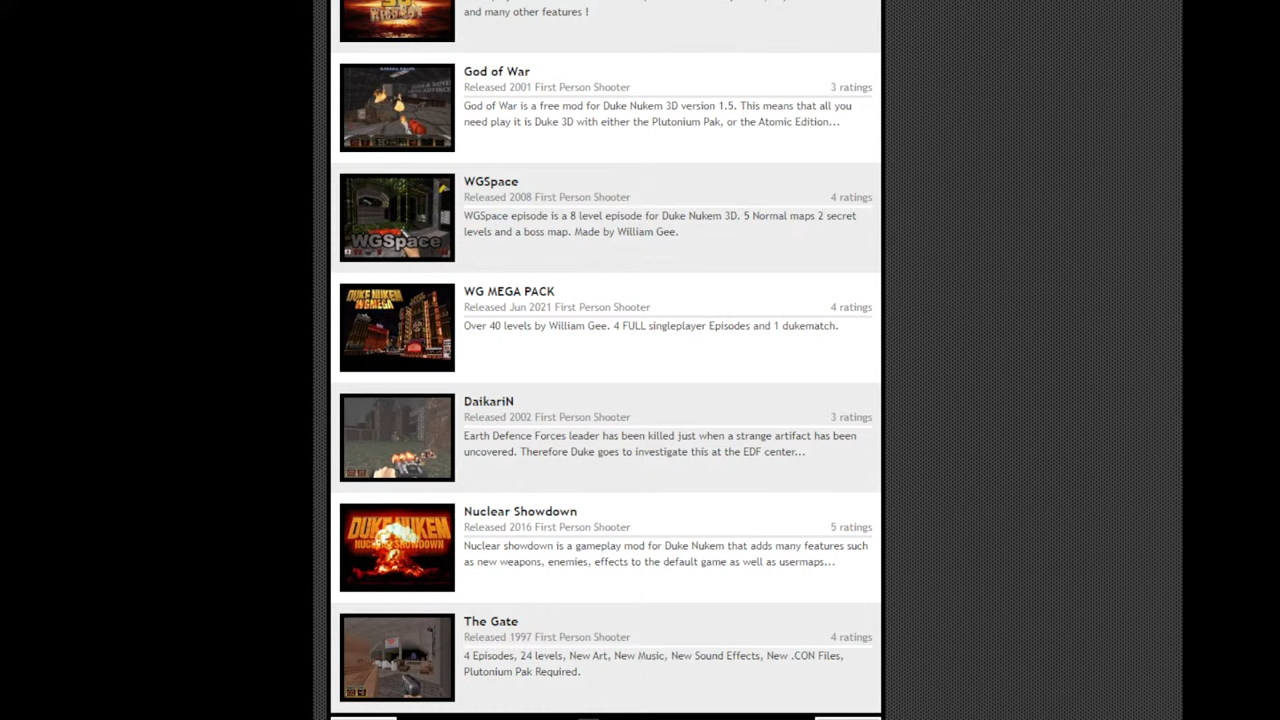 and many other features !
God of War
Released 2001 First Person Shooter
3 ratings
God of War is a free mod for Duke Nukem 3D version 1.5. This means that all you
need play it is Duke 3D with either the Plutonium Pak, or the Atomic Edition...
WGSpace
WGSpace
Released 2008 First Person Shooter
4 ratings
WGSpace episode is a 8 level episode for Duke Nukem 3D. 5 Normal maps 2 secret
levels and a boss map. Made by William Gee.
DUKE NUKEM
WGMEGA
WG MEGA PACK
Released Jun 2021 First Person Shooter
4 ratings
Over 40 levels by William Gee. 4 FULL singleplayer Episodes and 1 dukematch.
DaikariN
Released 2002 First Person Shooter
3 ratings
Earth Defence Forces leader has been killed just when a strange artifact has been
uncovered. Therefore Duke goes to investigate this at the EDF center...
DUKE NUKEM
NUCLEAR SHOWDOWN
Nuclear Showdown
Released 2016 First Person Shooter
5 ratings
Nuclear showdown is a gameplay mod for Duke Nukem that adds many features such
as new weapons, enemies, effects to the default game as well as usermaps...
The Gate
Released 1997 First Person Shooter
4 ratings
4 Episodes, 24 levels, New Art, New Music, New Sound Effects, New .CON Files,
Plutonium Pak Required.